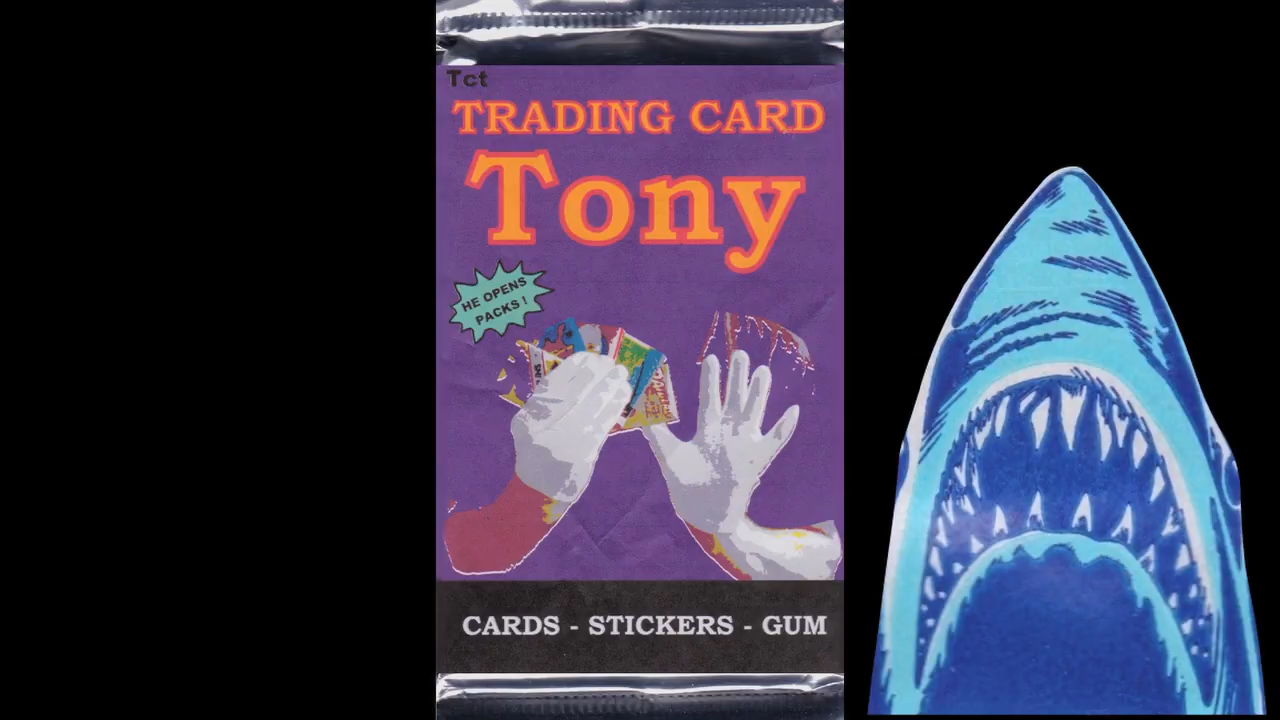 Tct
TRADING CARD
Tony
HE OPENS
PACKS !
CARDS - STICKERS - GUM